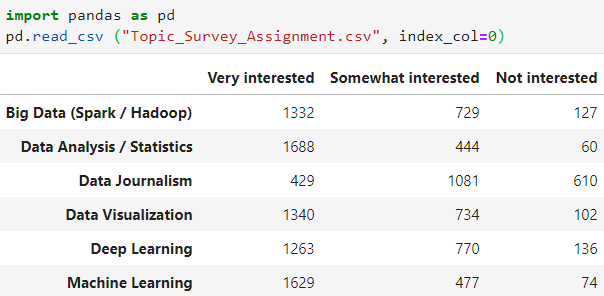 import pandas as pd
pd.read_csv ("Topic_Survey_Assignment.csv", index_col=0)
Very interested Somewhat interested Not interested
Big Data (Spark / Hadoop) 1332 729 127
Data Analysis / Statistics 1688 444 60
Data Journalism 429 1081 610
Data Visualization 1340 734 102
Deep Learning 1263 770 136
Machine Learning 1629 477 74